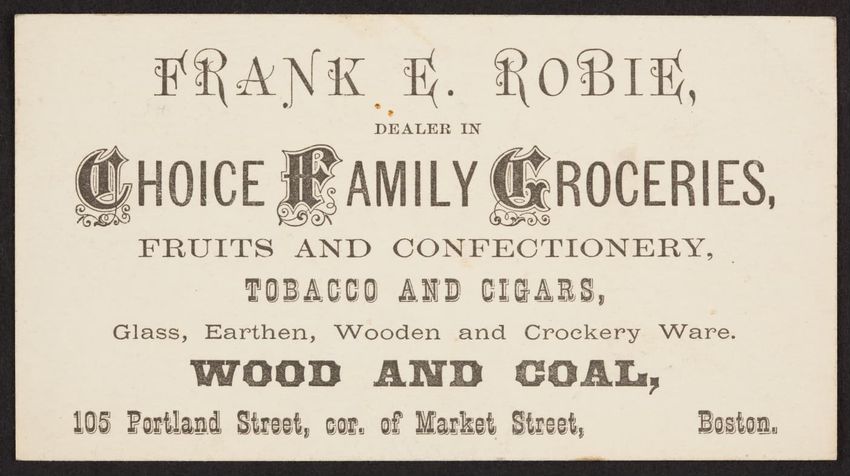 FRANK E. ROBIE,
DEALER IN
CHOICE FAMILY GROCERIES,
FRUITS AND CONFECTIONERY,
TOBACCO AND CIGARS,
Glass, Earthen, Wooden and Crockery Ware.
WOOD AND COAL,
105 Portland Street, cor. of Market Street, Boston.